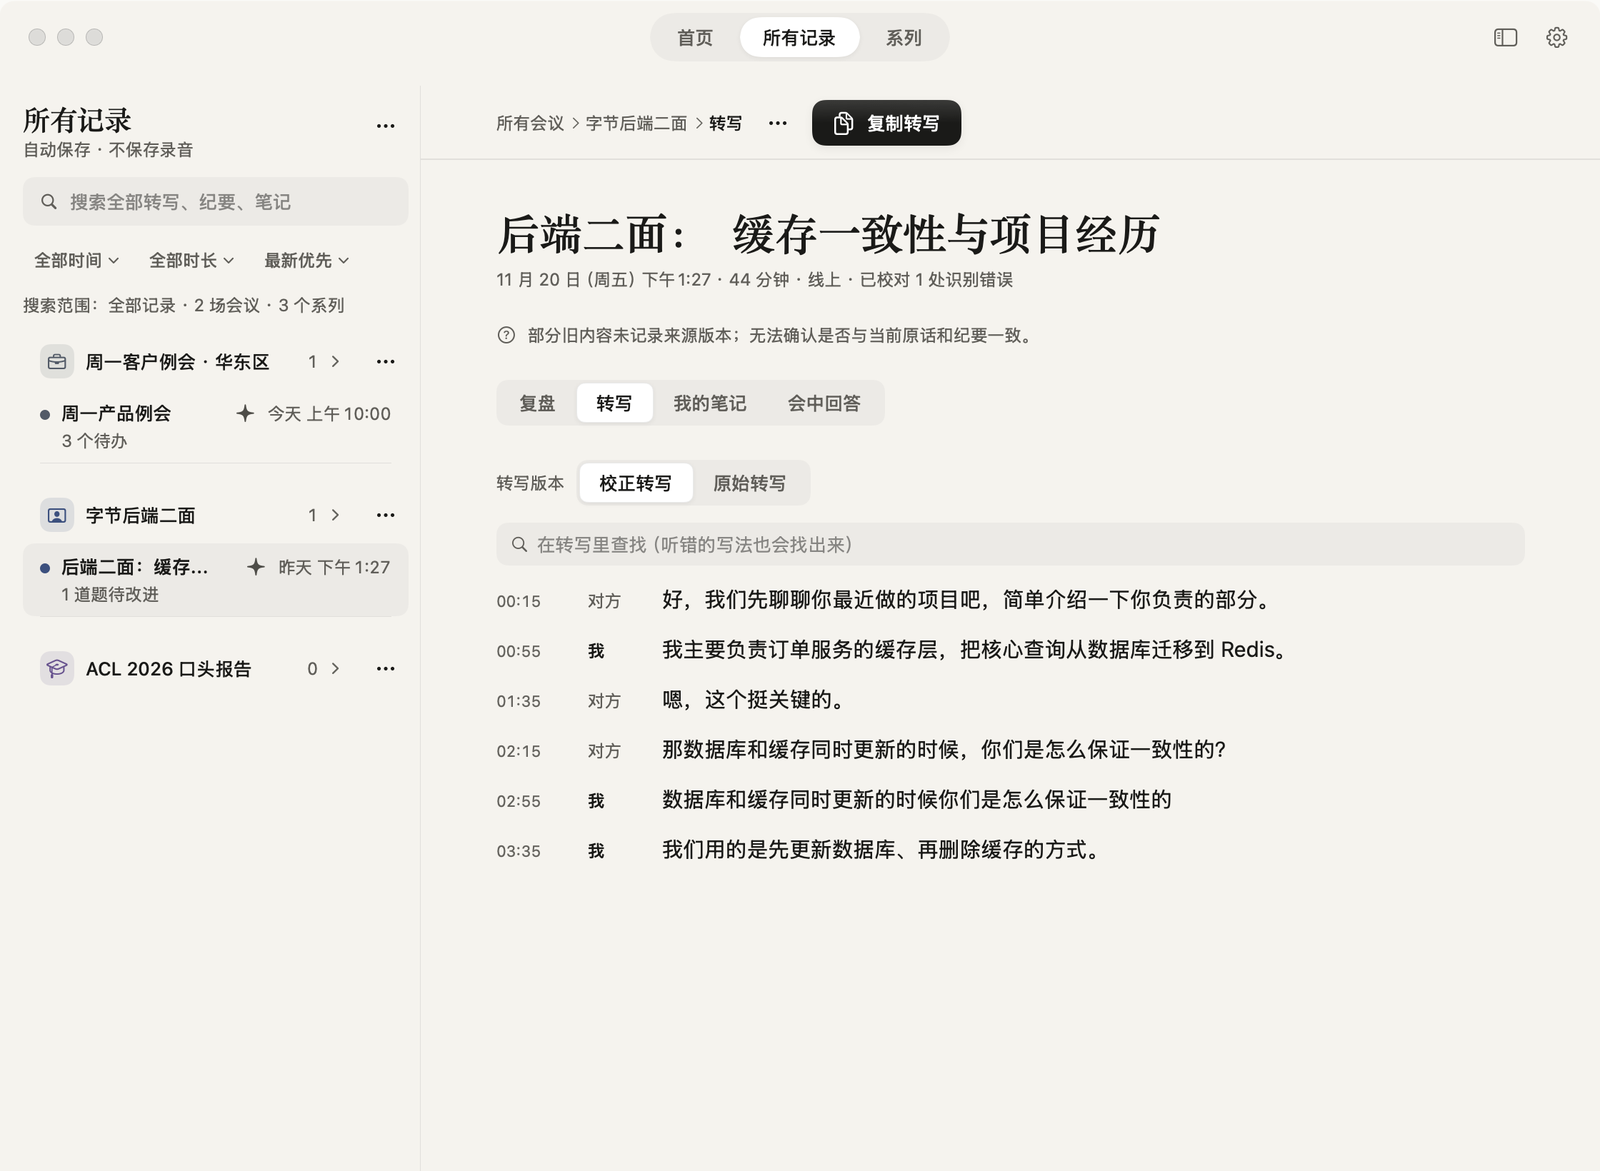 首页
所有记录
系列
所有记录
自动保存 · 不保存录音
搜索全部转写、纪要、笔记
全部时间
全部时长
最新优先
搜索范围：全部记录 · 2 场会议 · 3 个系列
周一客户例会 · 华东区 1
周一产品例会 今天 上午 10:00
3 个待办
字节后端二面 1
后端二面：缓存... 昨天 下午 1:27
1 道题待改进
ACL 2026 口头报告 0
所有会议 > 字节后端二面 > 转写
复制转写
后端二面： 缓存一致性与项目经历
11 月 20 日 (周五) 下午 1:27 · 44 分钟 · 线上 · 已校对 1 处识别错误
部分旧内容未记录来源版本；无法确认是否与当前原话和纪要一致。
复盘
转写
我的笔记
会中回答
转写版本
校正转写
原始转写
在转写里查找 (听错的写法也会找出来)
00:15 对方 好，我们先聊聊你最近做的项目吧，简单介绍一下你负责的部分。
00:55 我 我主要负责订单服务的缓存层，把核心查询从数据库迁移到 Redis。
01:35 对方 嗯，这个挺关键的。
02:15 对方 那数据库和缓存同时更新的时候，你们是怎么保证一致性的?
02:55 我 数据库和缓存同时更新的时候你们是怎么保证一致性的
03:35 我 我们用的是先更新数据库、再删除缓存的方式。